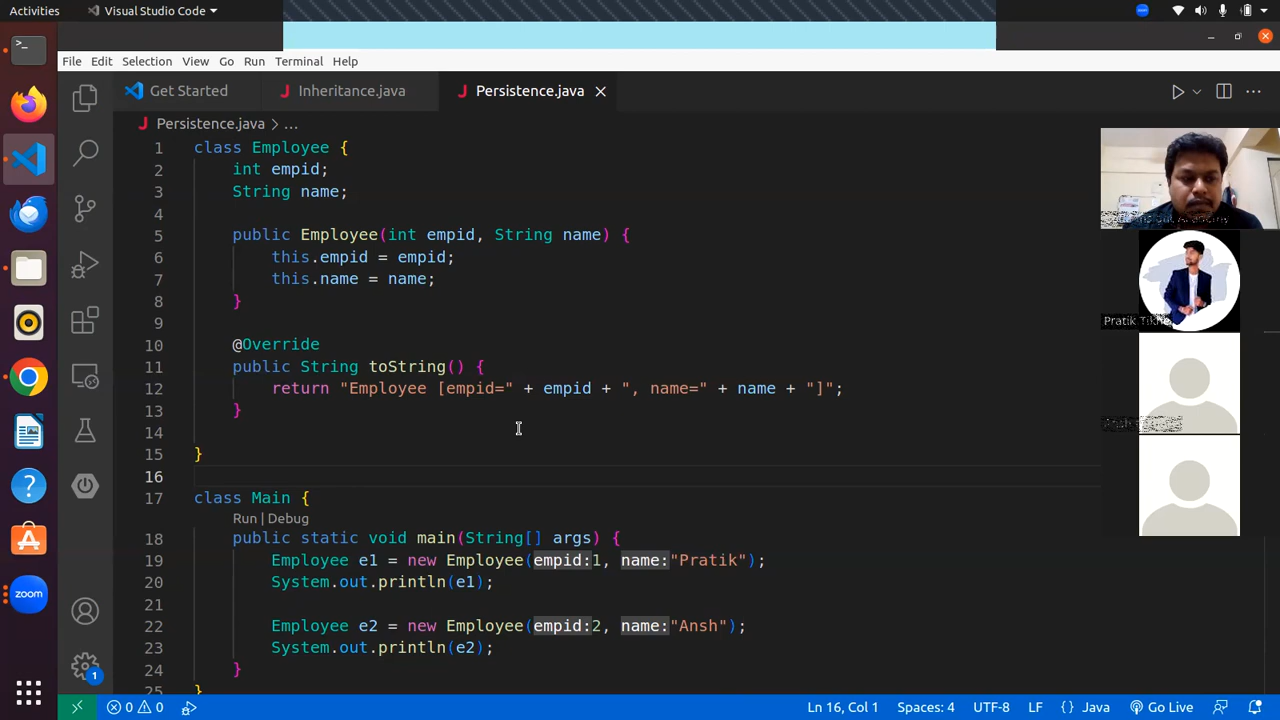 Activities
Visual Studio Code
zoom
File Edit Selection View Go Run Terminal Help
Get Started
Inheritance.java
Persistence.java
Persistence.java > ...
1 class Employee {
2 int empid;
3 String name;
4
5 public Employee(int empid, String name) {
6 this.empid = empid;
7 this.name = name;
8 }
9
10 @Override
11 public String toString() {
12 return "Employee [empid=" + empid + ", name=" + name + "]";
13 }
14
15 }
16
17 class Main {
Run | Debug
18 public static void main(String[] args) {
19 Employee e1 = new Employee(empid:1, name:"Pratik");
20 System.out.println(e1);
21
22 Employee e2 = new Employee(empid:2, name:"Ansh");
23 System.out.println(e2);
24 }
25 }
Academy
Pratik
zoom
1
0 0
Ln 16, Col 1
Spaces: 4
UTF-8
LF
{ } Java
Go Live